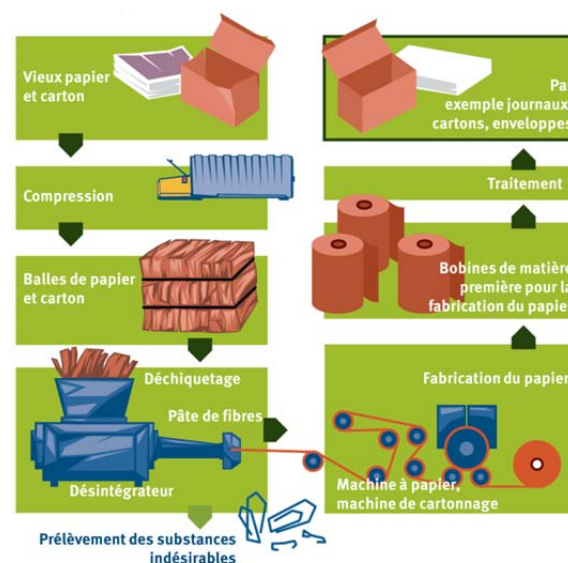 Vieux papier
et carton
Compression
Balles de papier
et carton
Déchiquetage
Pâte de fibres
Désintégrateur
Prélèvement des substances
indésirables
Pa
exemple journaux,
cartons, enveloppes
Traitement
Bobines de matière
première pour la
fabrication du papier
Fabrication du papier
Machine à papier,
machine de cartonnage